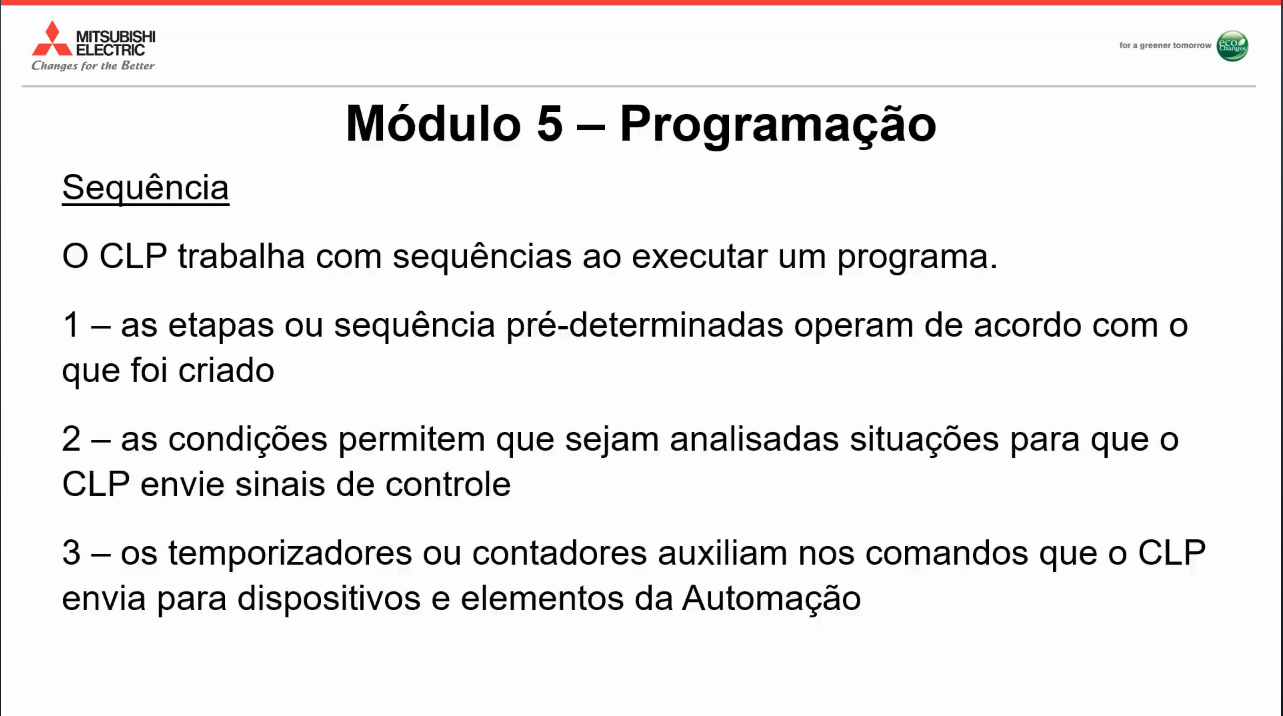 MITSUBISHI
ELECTRIC
Changes for the Better
for a greener tomorrow
eco
Changes
Módulo 5 – Programação
Sequência
O CLP trabalha com sequências ao executar um programa.
1 – as etapas ou sequência pré-determinadas operam de acordo com o
que foi criado
2 – as condições permitem que sejam analisadas situações para que o
CLP envie sinais de controle
3 – os temporizadores ou contadores auxiliam nos comandos que o CLP
envia para dispositivos e elementos da Automação